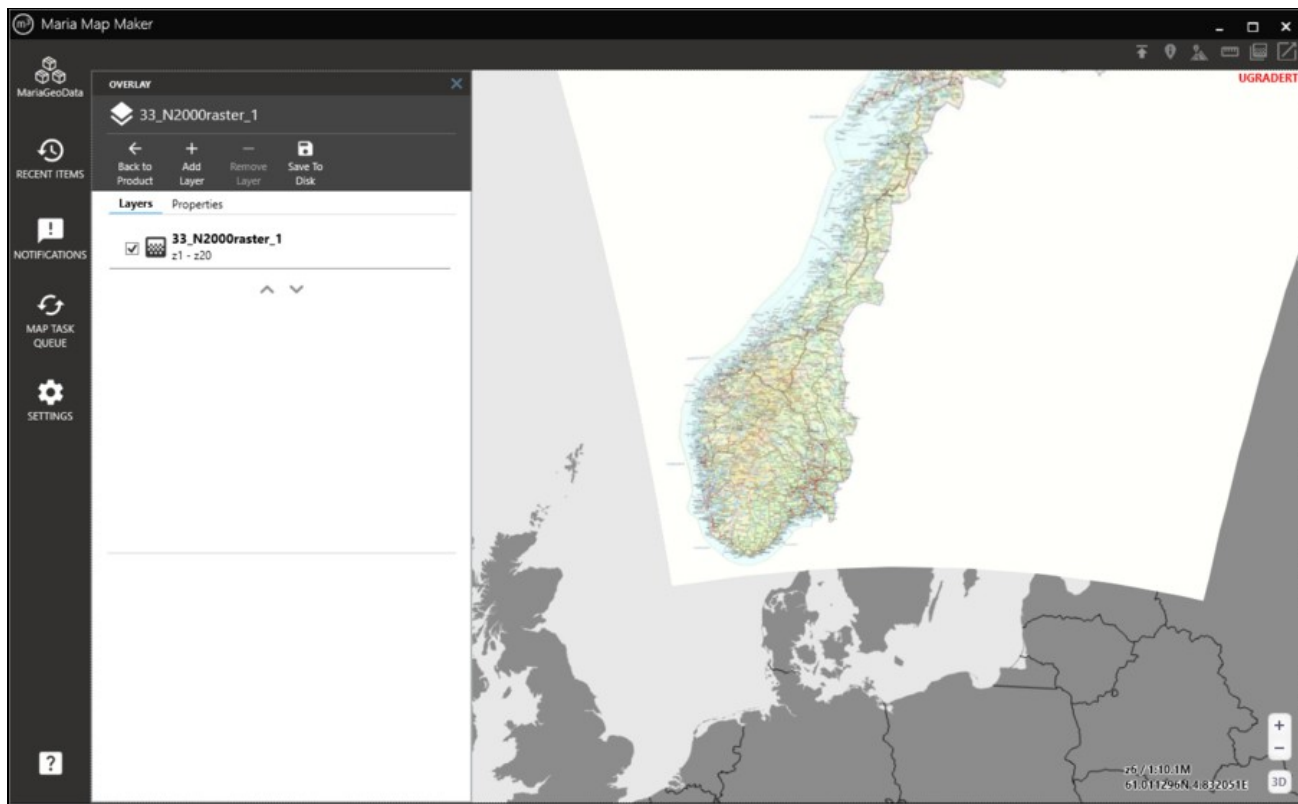 m³ Maria Map Maker
MariaGeoData
RECENT ITEMS
NOTIFICATIONS
MAP TASK
QUEUE
SETTINGS
?
OVERLAY
33_N2000raster_1
Back to
Product
Add
Layer
Remove
Layer
Save To
Disk
Layers Properties
33_N2000raster_1
z1 - z20
UGRADERT
z6 / 1:10.1M
61.011296N 4.832051E
+
−
3D